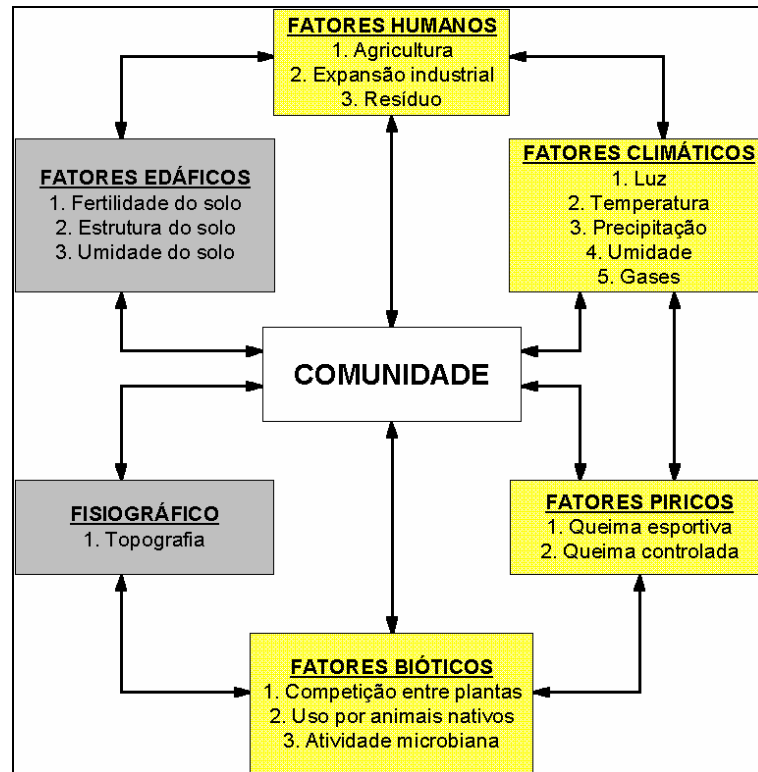 FATORES HUMANOS
1. Agricultura
2. Expansão industrial
3. Resíduo
FATORES EDÁFICOS
1. Fertilidade do solo
2. Estrutura do solo
3. Umidade do solo
FATORES CLIMÁTICOS
1. Luz
2. Temperatura
3. Precipitação
4. Umidade
5. Gases
COMUNIDADE
FISIOGRÁFICO
1. Topografia
FATORES PIRICOS
1. Queima esportiva
2. Queima controlada
FATORES BIÓTICOS
1. Competição entre plantas
2. Uso por animais nativos
3. Atividade microbiana